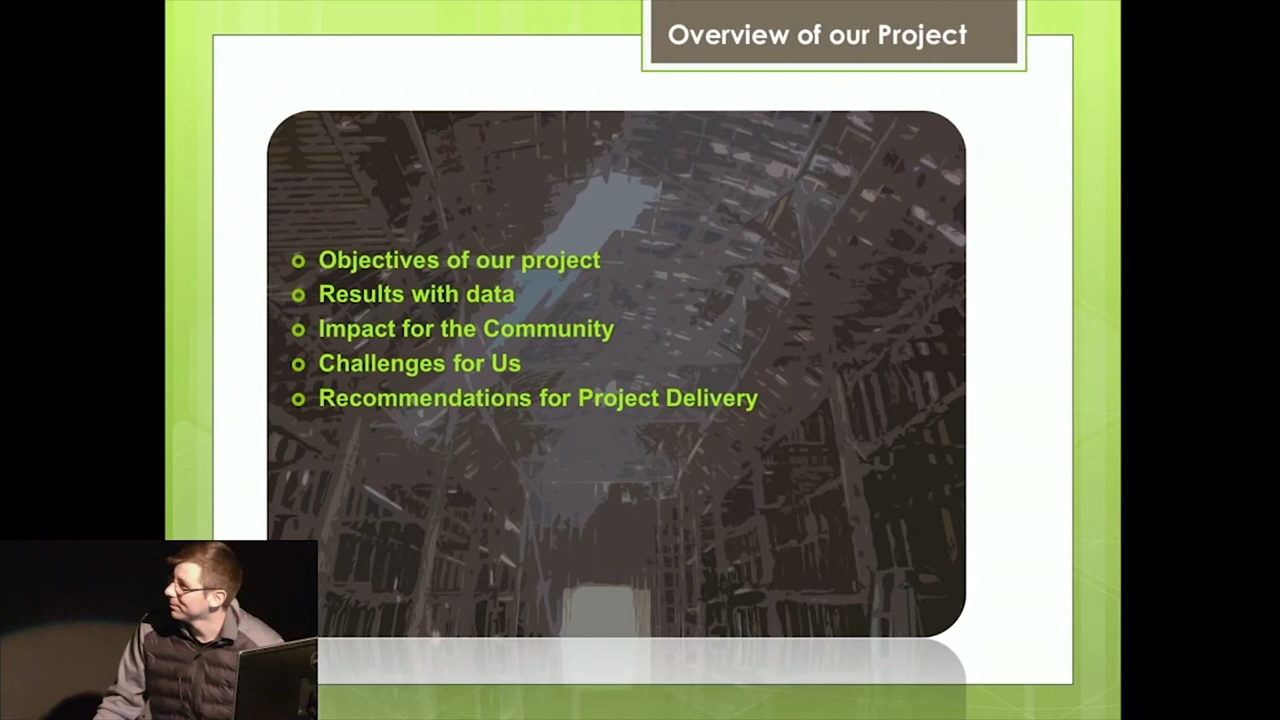 Overview of our Project
Objectives of our project
Results with data
Impact for the Community
Challenges for Us
Recommendations for Project Delivery